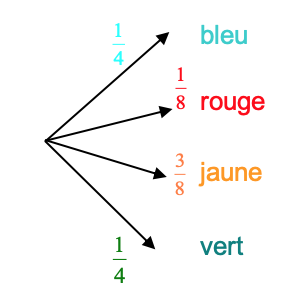 1/4 bleu
1/8 rouge
3/8 jaune
1/4 vert